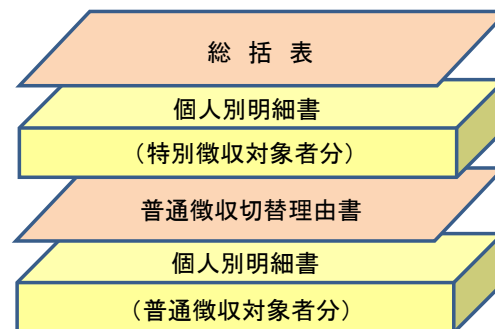 総 括 表
個人別明細書
（特別徴収対象者分）
普通徴収切替理由書
個人別明細書
（普通徴収対象者分）